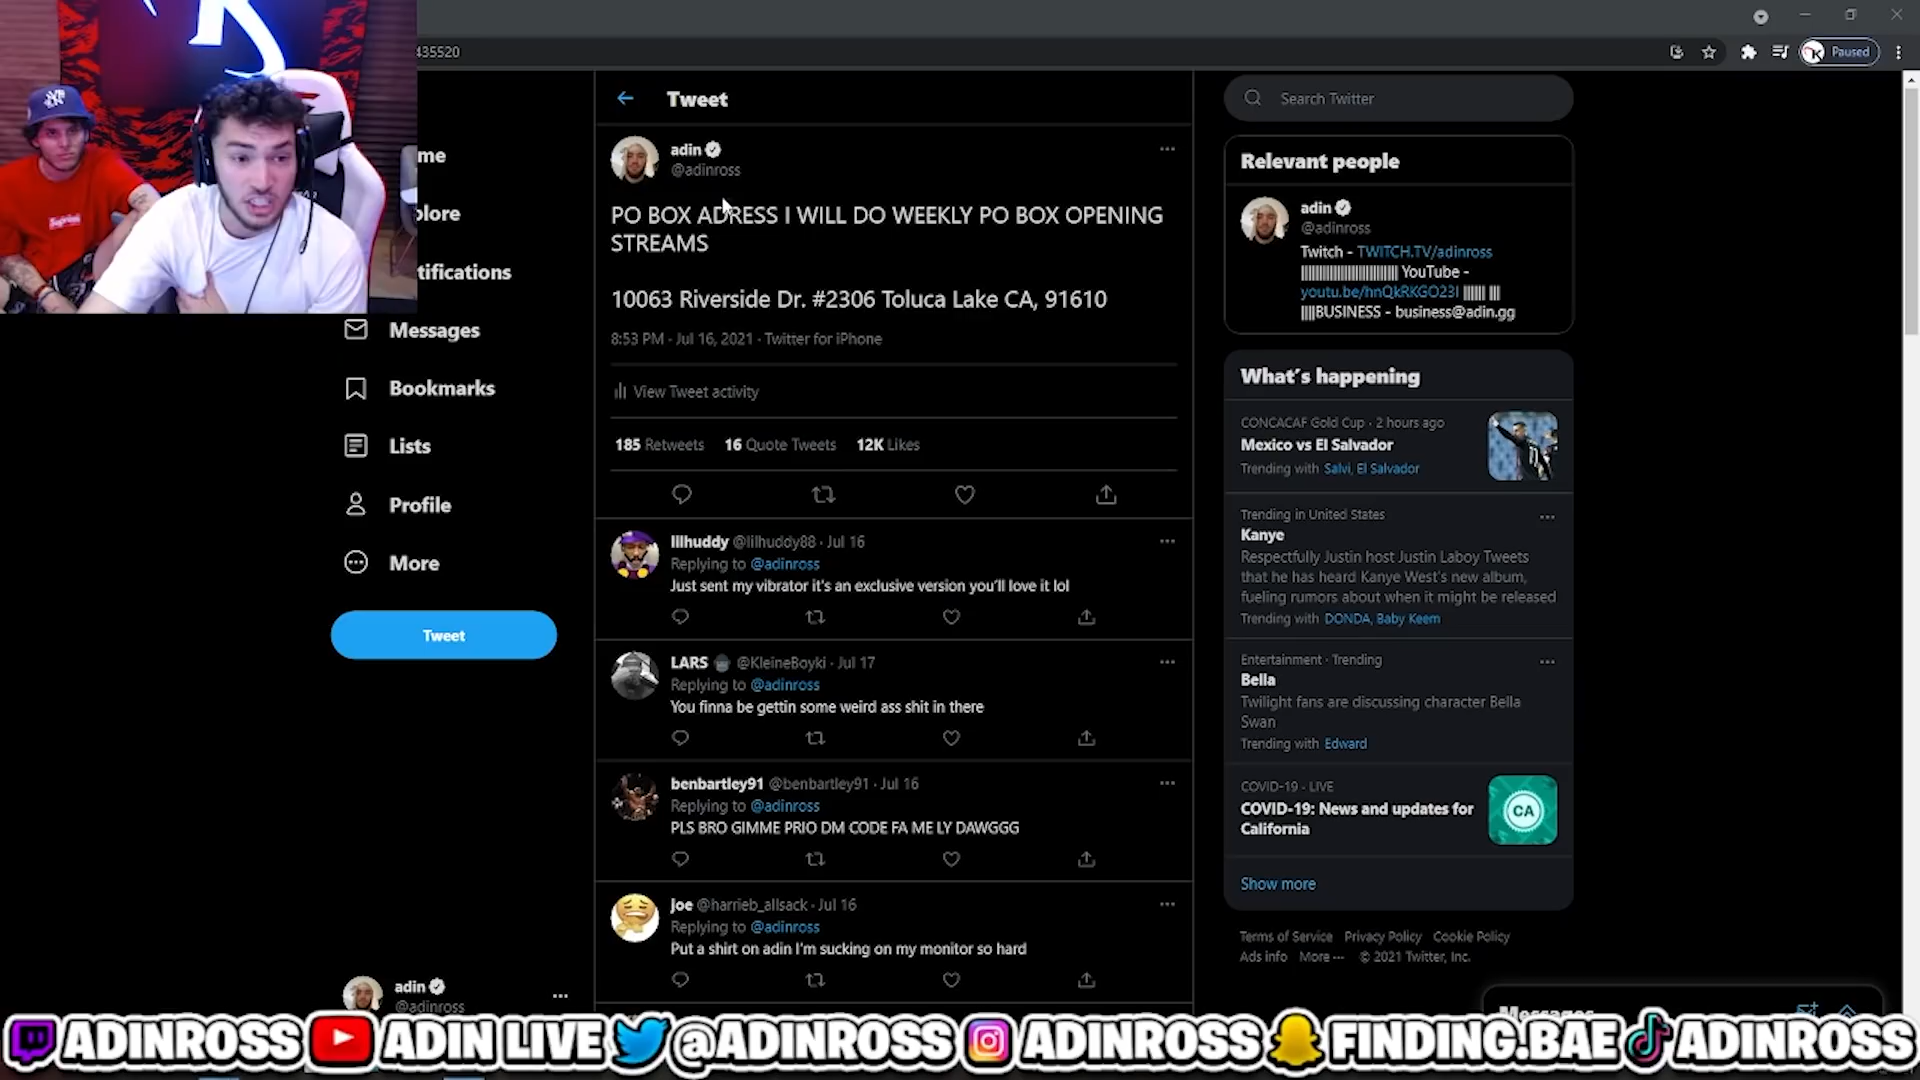 435520
Paused
me
plore
tifications
Messages
Bookmarks
Lists
Profile
More
Tweet
adin
@adinross
Tweet
adin
@adinross
PO BOX ADRESS I WILL DO WEEKLY PO BOX OPENING
STREAMS
10063 Riverside Dr. #2306 Toluca Lake CA, 91610
8:53 PM · Jul 16, 2021 · Twitter for iPhone
View Tweet activity
185 Retweets 16 Quote Tweets 12K Likes
lilhuddy @lilhuddy88 · Jul 16
Replying to @adinross
Just sent my vibrator it's an exclusive version you'll love it lol
LARS @KleineBoyki · Jul 17
Replying to @adinross
You finna be gettin some weird ass shit in there
benbartley91 @benbartley91 · Jul 16
Replying to @adinross
PLS BRO GIMME PRIO DM CODE FA ME LY DAWGGG
Joe @harrieb_allsack · Jul 16
Replying to @adinross
Put a shirt on adin I'm sucking on my monitor so hard
Search Twitter
Relevant people
adin
@adinross
Twitch - TWITCH.TV/adinross
||||||||||||||||||||||||||| YouTube -
youtu.be/hnQkRKGO23I |||||| |||
||||BUSINESS - business@adin.gg
What's happening
CONCACAF Gold Cup · 2 hours ago
Mexico vs El Salvador
Trending with Salvi, El Salvador
Trending in United States
Kanye
Respectfully Justin host Justin Laboy Tweets
that he has heard Kanye West's new album,
fueling rumors about when it might be released
Trending with DONDA, Baby Keem
Entertainment · Trending
Bella
Twilight fans are discussing character Bella
Swan
Trending with Edward
COVID-19 · LIVE
COVID-19: News and updates for
California
CA
Show more
Terms of Service Privacy Policy Cookie Policy
Ads info More ··· © 2021 Twitter, Inc.
Messages
ADINROSS ADIN LIVE @ADINROSS ADINROSS FINDING.BAE ADINROSS